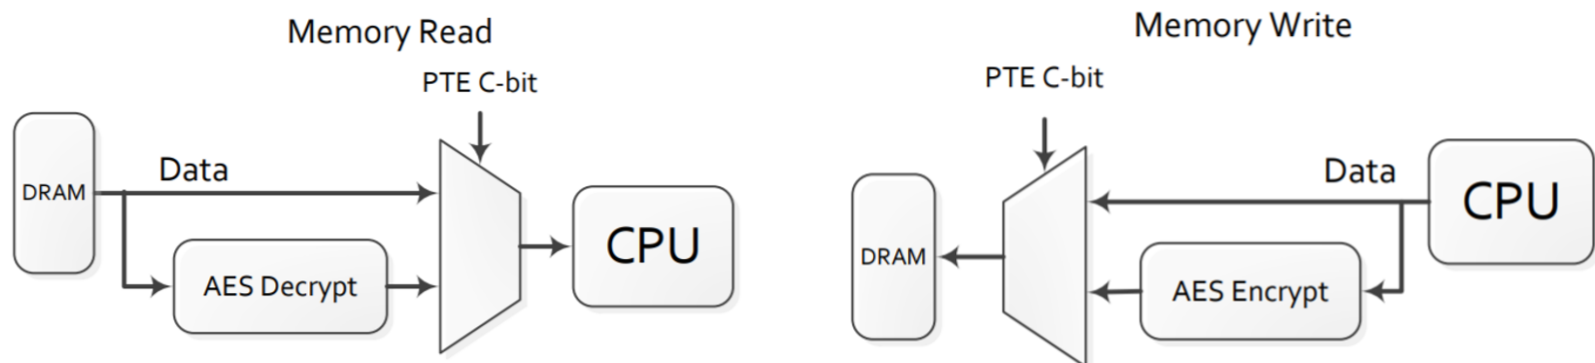 Memory Read
PTE C-bit
DRAM
Data
AES Decrypt
CPU
Memory Write
PTE C-bit
DRAM
Data
AES Encrypt
CPU